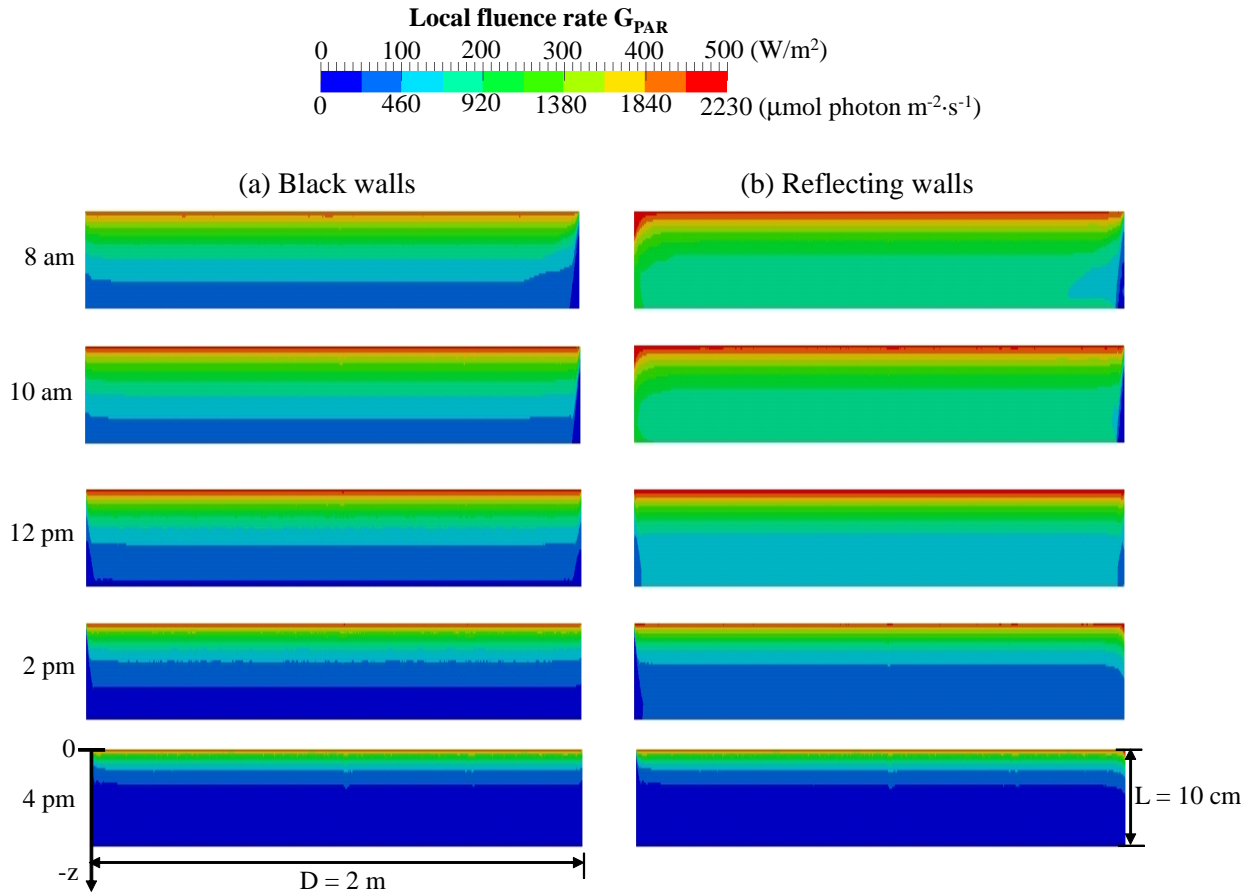 Local fluence rate G_PAR
0 100 200 300 400 500 (W/m²)
0 460 920 1380 1840 2230 (μmol photon m⁻²·s⁻¹)
(a) Black walls (b) Reflecting walls
8 am
10 am
12 pm
2 pm
0
4 pm
L = 10 cm
-z
D = 2 m